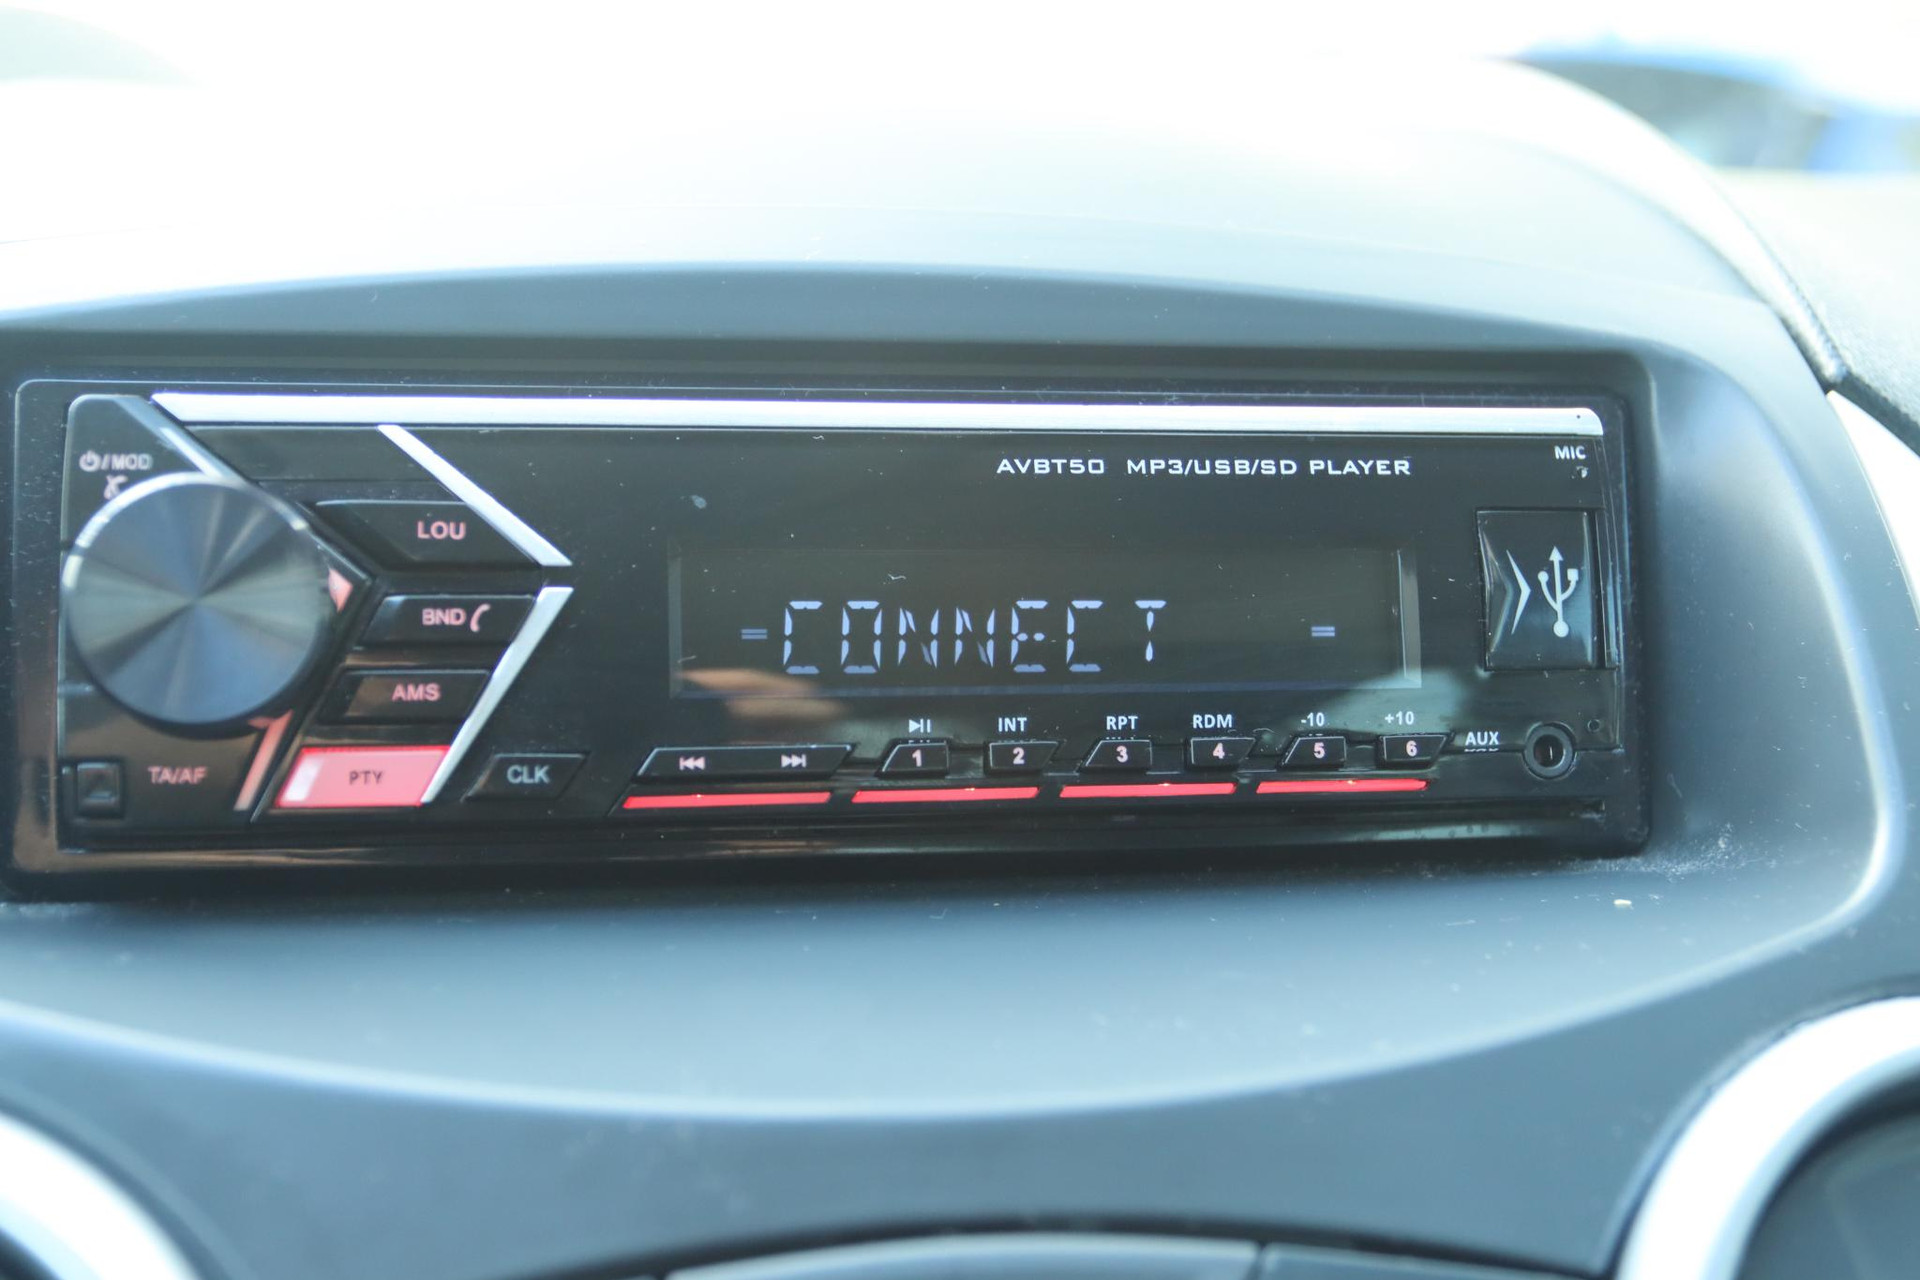 AVBT50 MP3/USB/SD PLAYER
MIC
/MOD
LOU
BND
AMS
TA/AF
PTY
CLK
CONNECT
INT RPT RDM -10 +10
1 2 3 4 5 6
AUX